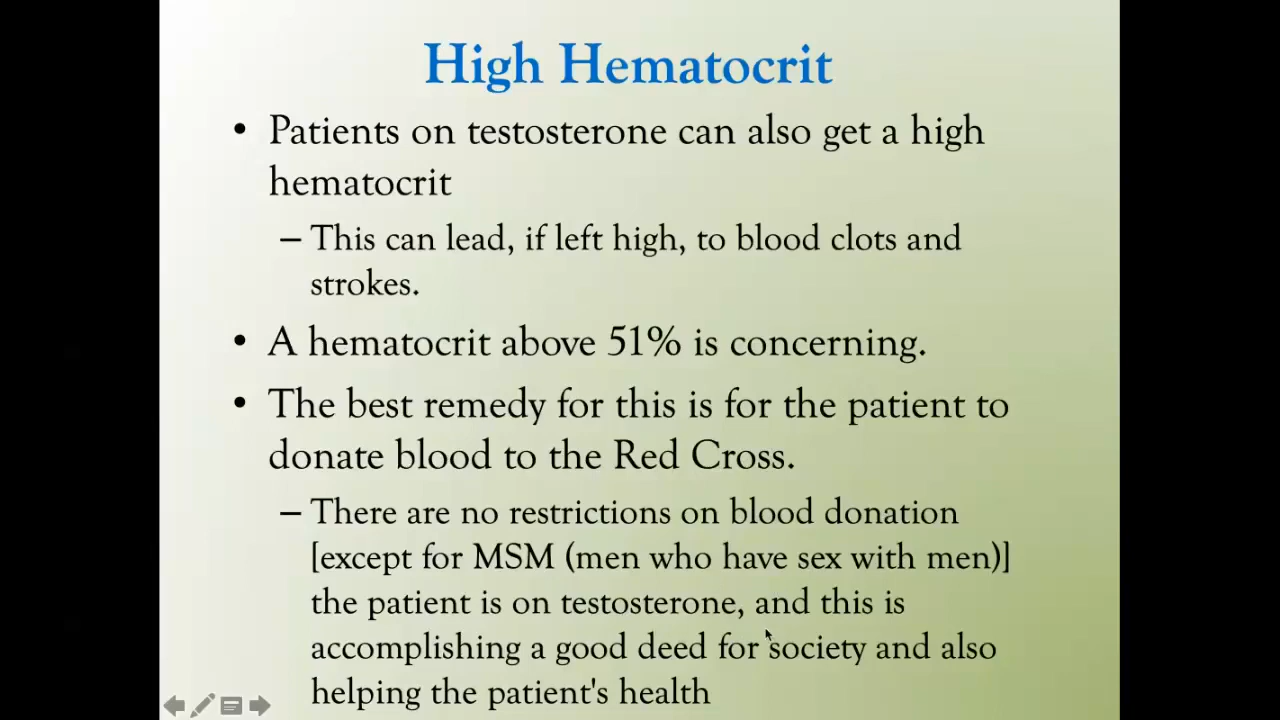 High Hematocrit
• Patients on testosterone can also get a high
hematocrit
– This can lead, if left high, to blood clots and
strokes.
• A hematocrit above 51% is concerning.
• The best remedy for this is for the patient to
donate blood to the Red Cross.
– There are no restrictions on blood donation
[except for MSM (men who have sex with men)]
the patient is on testosterone, and this is
accomplishing a good deed for society and also
helping the patient's health